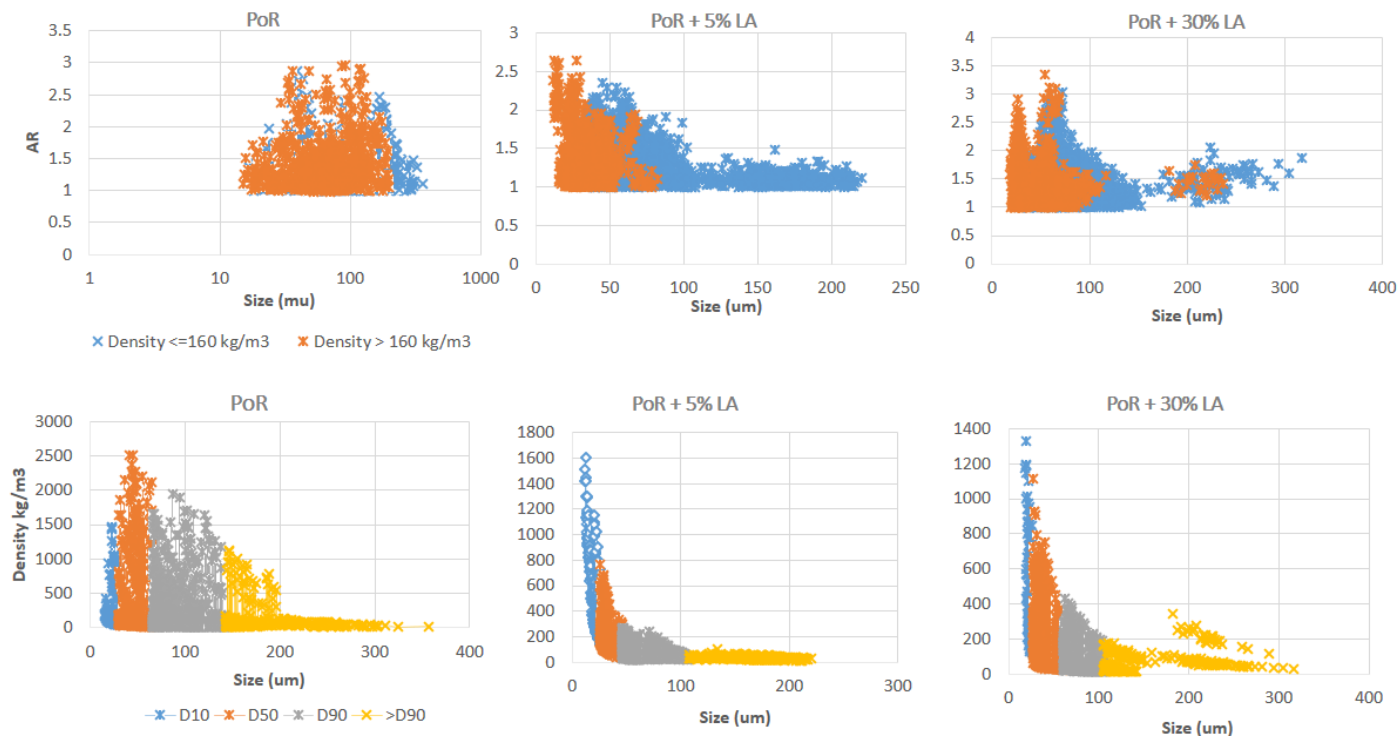 PoR
3.5
3
2.5
2
1.5
1
0.5
0
AR
1 10 100 1000
Size (mu)
× Density <=160 kg/m3 Density > 160 kg/m3
PoR + 5% LA
3
2.5
2
1.5
1
0.5
0
0 50 100 150 200 250
Size (um)
PoR + 30% LA
4
3.5
3
2.5
2
1.5
1
0.5
0
0 100 200 300 400
Size (um)
PoR
3000
2500
2000
1500
1000
500
0
Density kg/m3
0 100 200 300 400
Size (um)
D10 D50 D90 >D90
PoR + 5% LA
1800
1600
1400
1200
1000
800
600
400
200
0
0 100 200 300
Size (um)
PoR + 30% LA
1400
1200
1000
800
600
400
200
0
0 100 200 300 400
Size (um)